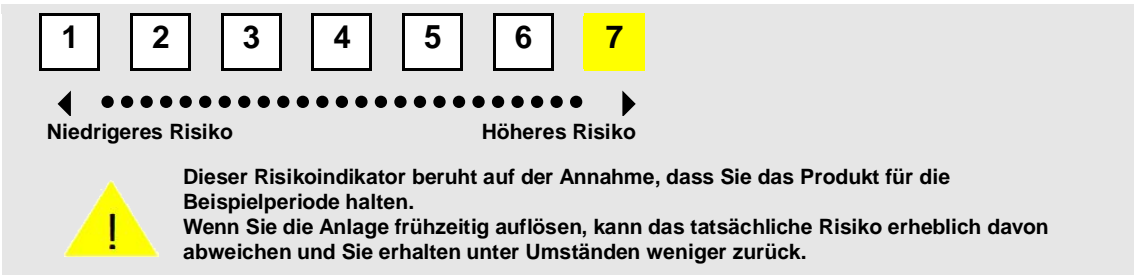 1 2 3 4 5 6 7
Niedrigeres Risiko Höheres Risiko
Dieser Risikoindikator beruht auf der Annahme, dass Sie das Produkt für die
Beispielperiode halten.
! Wenn Sie die Anlage frühzeitig auflösen, kann das tatsächliche Risiko erheblich davon
abweichen und Sie erhalten unter Umständen weniger zurück.